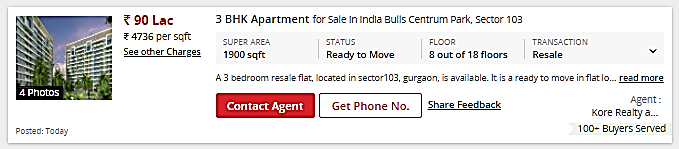 ₹ 90 Lac
₹ 4736 per sqft
See other Charges
4 Photos
Posted: Today
3 BHK Apartment for Sale in India Bulls Centrum Park, Sector 103
SUPER AREA STATUS FLOOR TRANSACTION
1900 sqft Ready to Move 8 out of 18 floors Resale
A 3 bedroom resale flat, located in sector103, gurgaon, is available. It is a ready to move in flat lo... read more
Contact Agent Get Phone No. Share Feedback
Agent :
Kore Realty a...
100+ Buyers Served